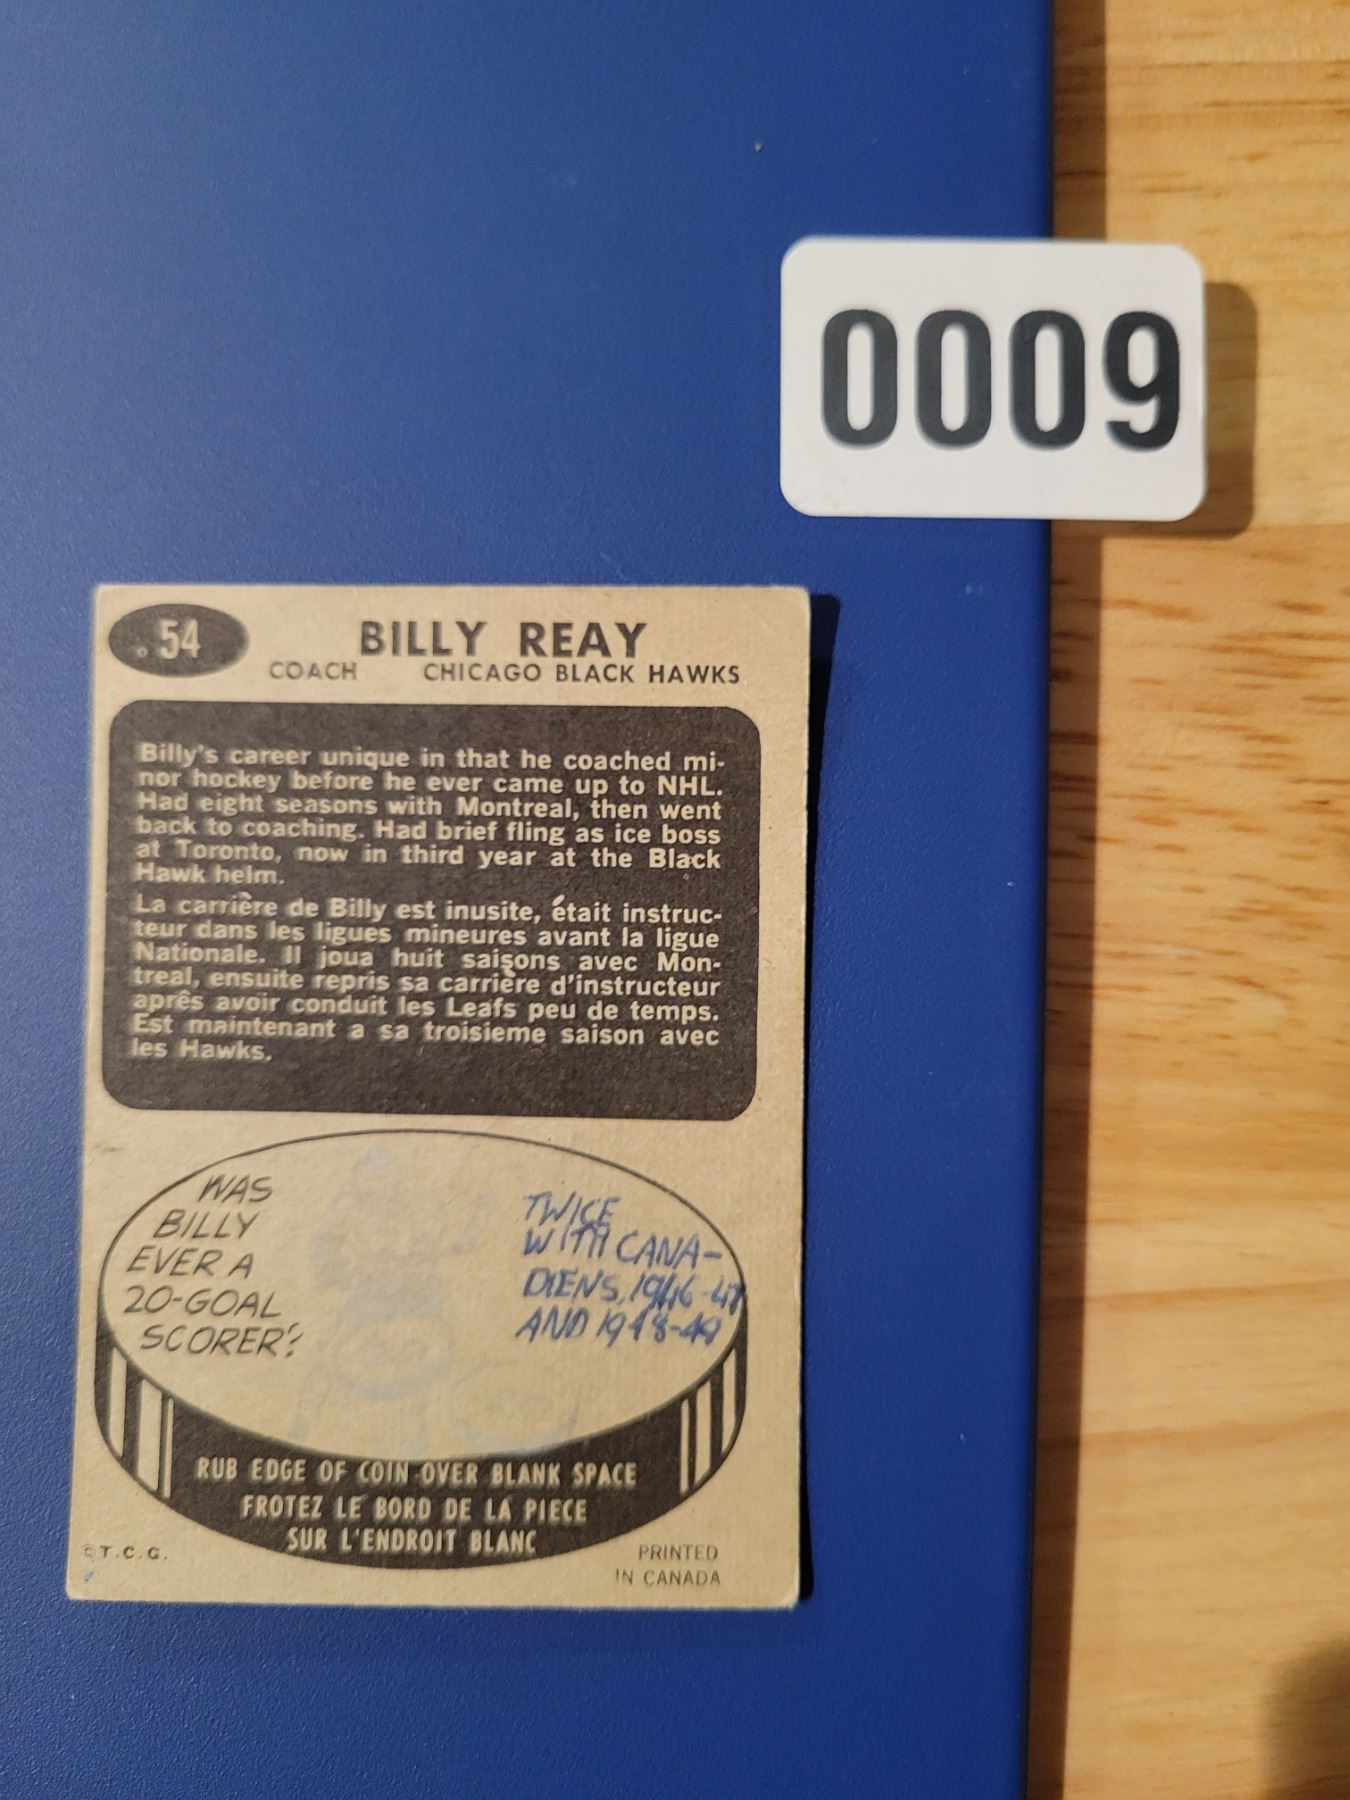 0009
54
BILLY REAY
COACH CHICAGO BLACK HAWKS
Billy's career unique in that he coached mi-
nor hockey before he ever came up to NHL.
Had eight seasons with Montreal, then went
back to coaching. Had brief fling as ice boss
at Toronto, now in third year at the Black
Hawk helm.
La carrière de Billy est inusite, était instruc-
teur dans les ligues mineures avant la ligue
Nationale. Il joua huit saisons avec Mon-
treal, ensuite repris sa carrière d'instructeur
aprês avoir conduit les Leafs peu de temps.
Est maintenant a sa troisieme saison avec
les Hawks.
WAS
BILLY
EVER A
20-GOAL
SCORER?
TWICE
WITH CANA-
DIENS, 1946-47
AND 1948-49
RUB EDGE OF COIN OVER BLANK SPACE
FROTEZ LE BORD DE LA PIECE
SUR L'ENDROIT BLANC
©T.C.G.
PRINTED
IN CANADA